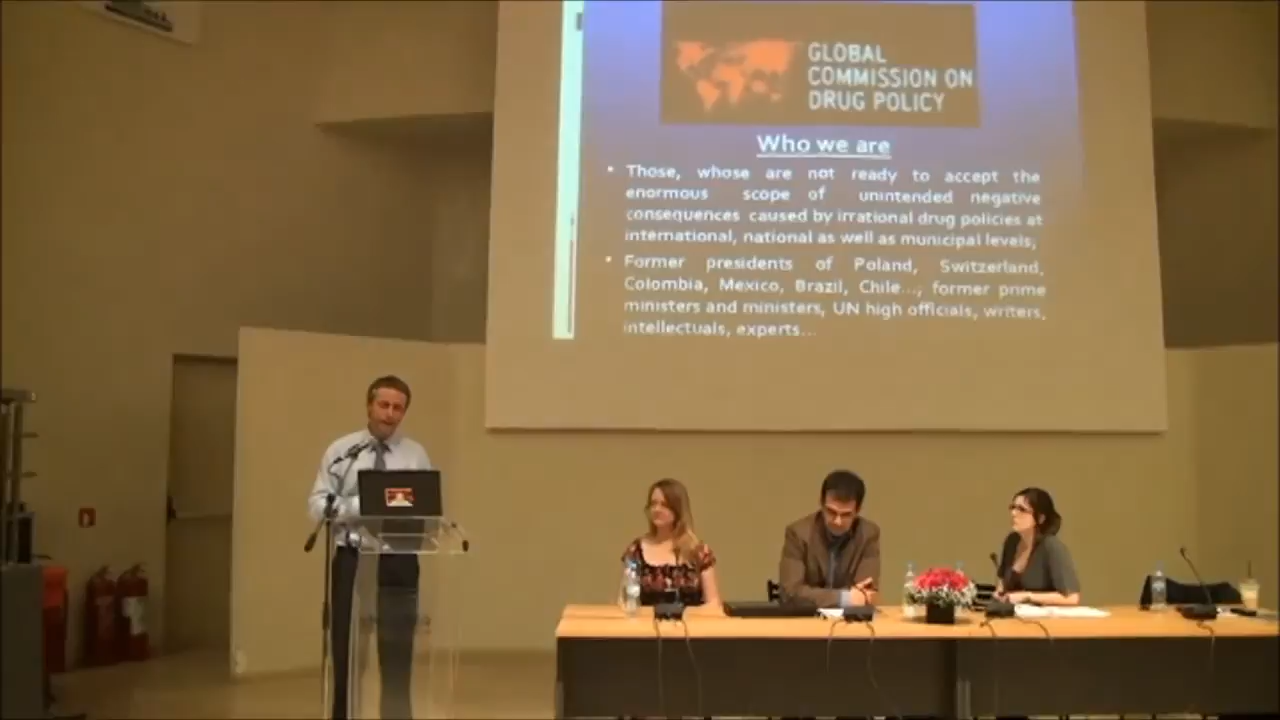 GLOBAL
COMMISSION ON
DRUG POLICY
Who we are
• Those, whose are not ready to accept the
enormous scope of unintended negative
consequences caused by irrational drug policies at
international, national as well as municipal levels;
• Former presidents of Poland, Switzerland,
Colombia, Mexico, Brazil, Chile...; former prime
ministers and ministers, UN high officials, writers,
intellectuals, experts...